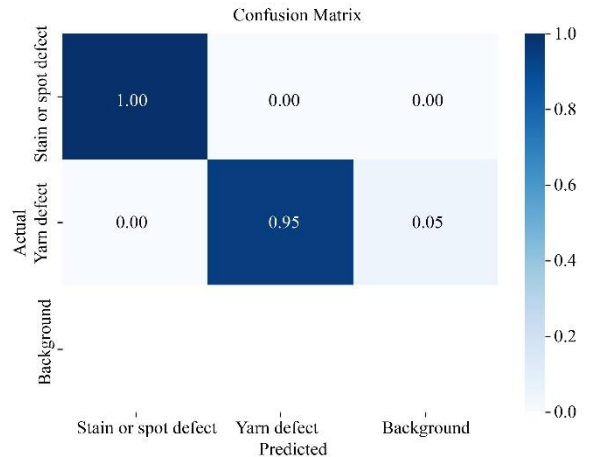 Confusion Matrix
Stain or spot defect
1.00 0.00 0.00
Actual
Yarn defect
0.00 0.95 0.05
Background
Stain or spot defect Yarn defect Background
Predicted
1.0
0.8
0.6
0.4
0.2
0.0